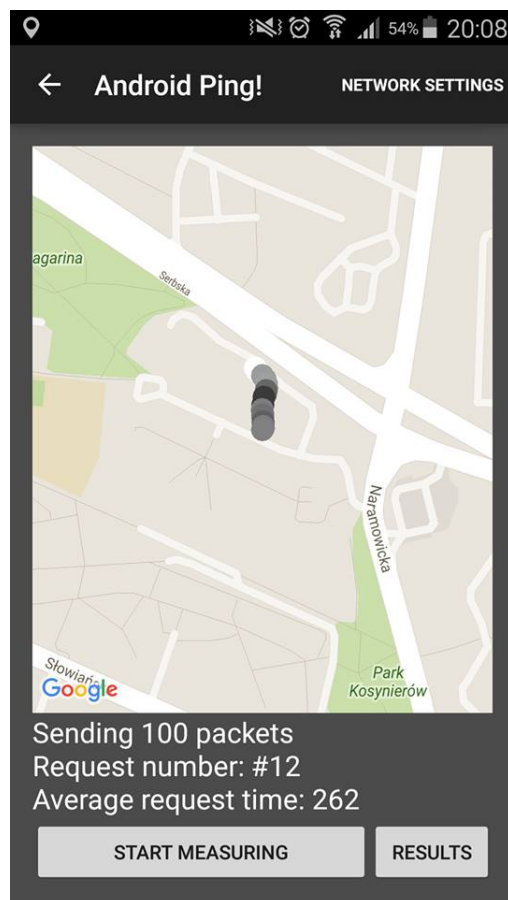 54% 20:08
Android Ping!
NETWORK SETTINGS
agarina
Serbska
Naramowicka
Słowiańs
Park
Kosynierów
Google
Sending 100 packets
Request number: #12
Average request time: 262
START MEASURING
RESULTS